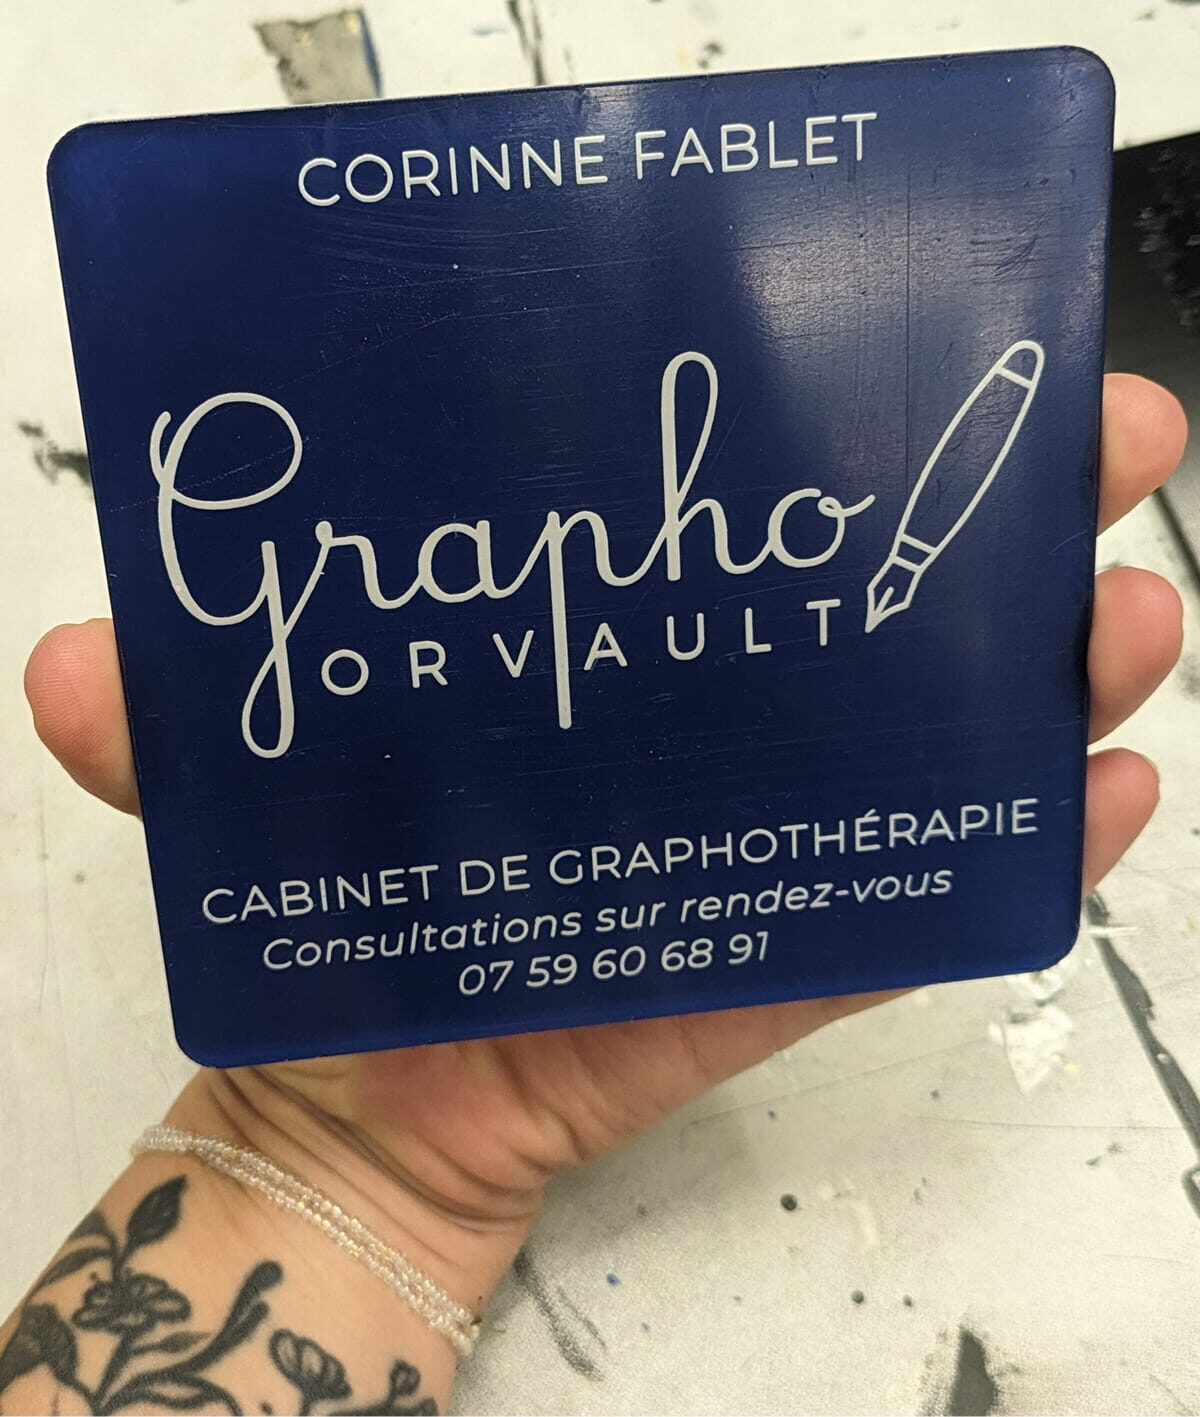 CORINNE FABLET
Grapho
ORVAULT
CABINET DE GRAPHOTHÉRAPIE
Consultations sur rendez-vous
07 59 60 68 91